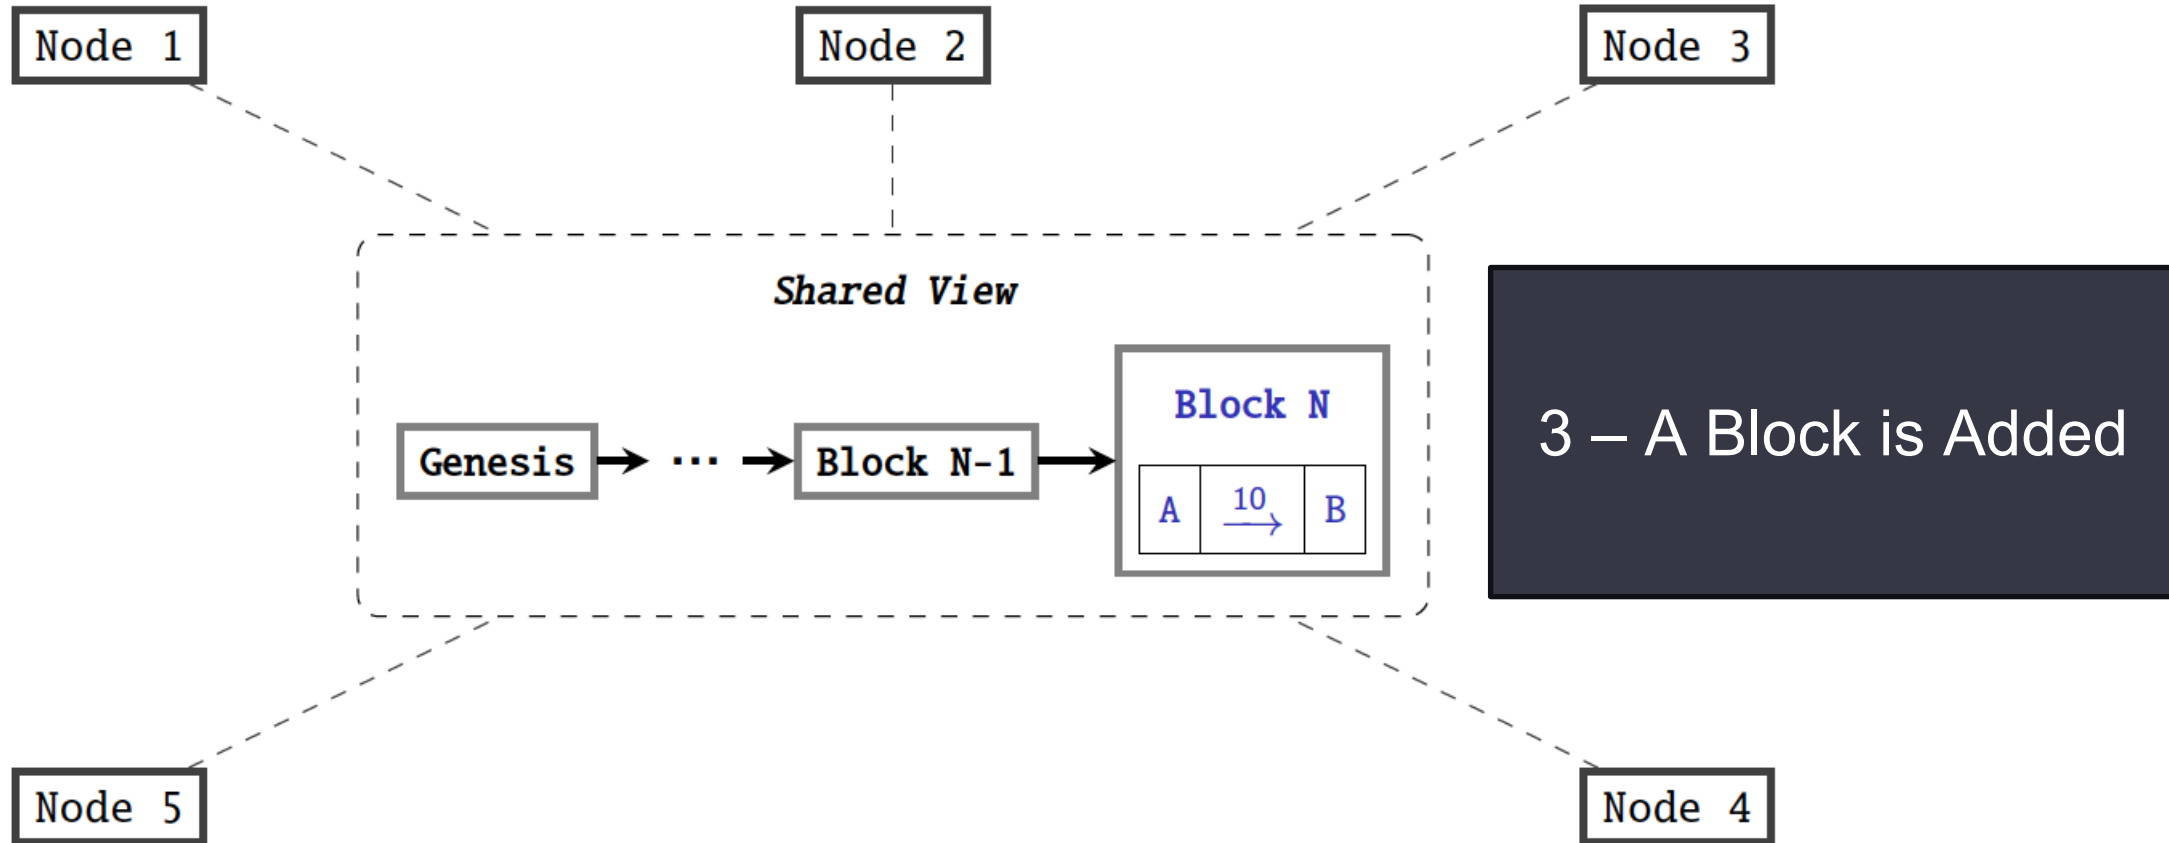 Node 1
Node 2
Node 3
Shared View
Genesis
...
Block N-1
Block N
A 10 B
3 – A Block is Added
Node 5
Node 4